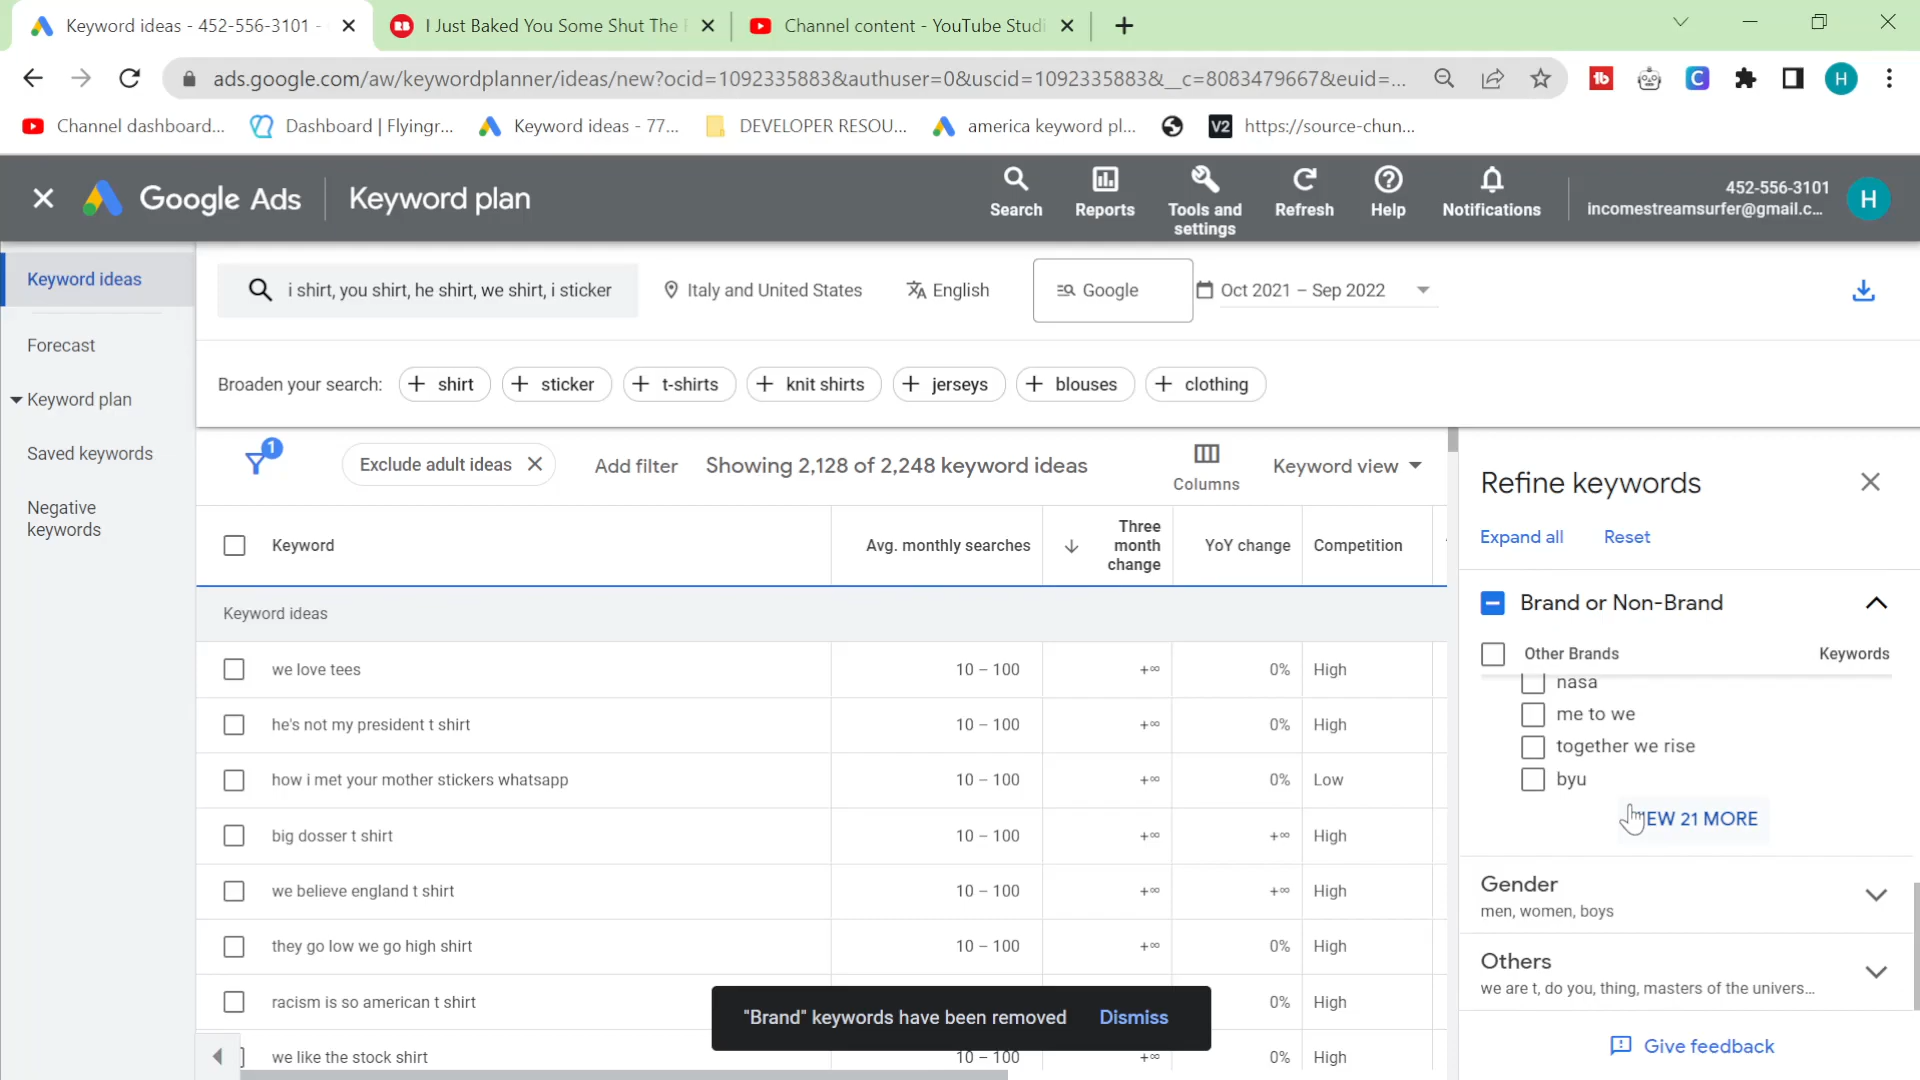 Keyword ideas - 452-556-3101 -
I Just Baked You Some Shut The
Channel content - YouTube Studi
ads.google.com/aw/keywordplanner/ideas/new?ocid=1092335883&authuser=0&uscid=1092335883&__c=8083479667&euid=...
Channel dashboard...
Dashboard | Flyingr...
Keyword ideas - 77...
DEVELOPER RESOU...
america keyword pl...
V2 https://source-chun...
Google Ads
Keyword plan
Search
Reports
Tools and settings
Refresh
Help
Notifications
452-556-3101
incomestreamsurfer@gmail.c...
H
Keyword ideas
Forecast
Keyword plan
Saved keywords
Negative keywords
i shirt, you shirt, he shirt, we shirt, i sticker
Italy and United States
English
Google
Oct 2021 – Sep 2022
Broaden your search:
shirt
sticker
t-shirts
knit shirts
jerseys
blouses
clothing
1
Exclude adult ideas
Add filter
Showing 2,128 of 2,248 keyword ideas
Columns
Keyword view
Keyword
Avg. monthly searches
Three month change
YoY change
Competition
Keyword ideas
we love tees 10 – 100 +∞ 0% High
he's not my president t shirt 10 – 100 +∞ 0% High
how i met your mother stickers whatsapp 10 – 100 +∞ 0% Low
big dosser t shirt 10 – 100 +∞ +∞ High
we believe england t shirt 10 – 100 +∞ +∞ High
they go low we go high shirt 10 – 100 +∞ 0% High
racism is so american t shirt 0% High
we like the stock shirt 10 – 100 +∞ 0% High
"Brand" keywords have been removed Dismiss
Refine keywords
Expand all Reset
Brand or Non-Brand
Other Brands Keywords
nasa
me to we
together we rise
byu
EW 21 MORE
Gender
men, women, boys
Others
we are t, do you, thing, masters of the univers...
Give feedback